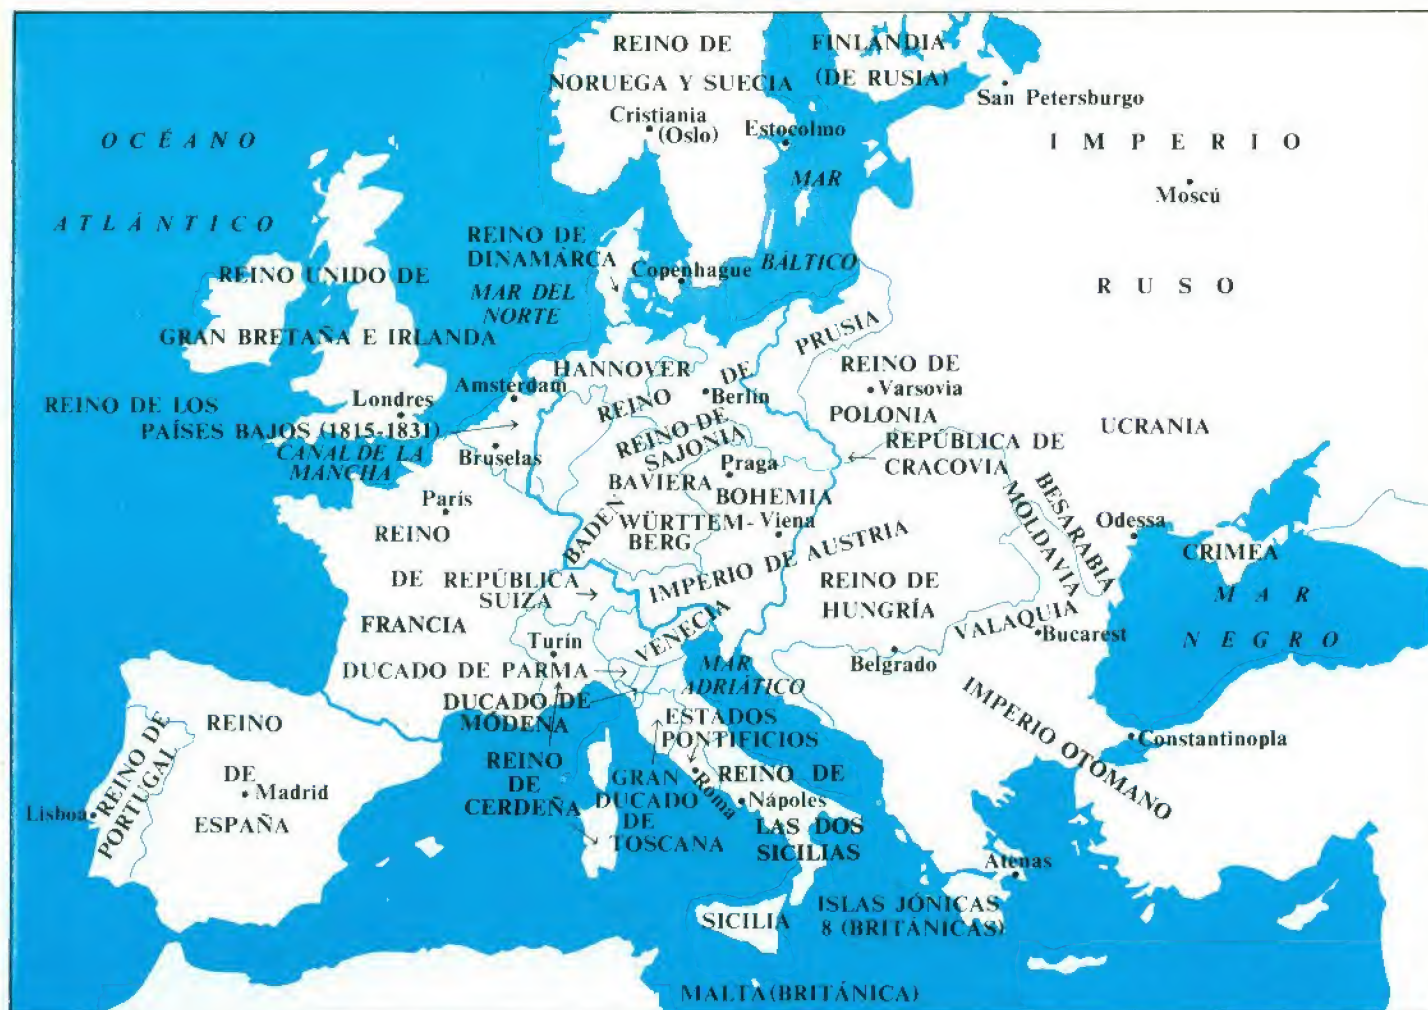 REINO DE
NORUEGA Y SUECIA
Cristiania
(Oslo)
Estocolmo
FINLANDIA
(DE RUSIA)
San Petersburgo
IMPERIO
Moscú
RUSO
OCÉANO
ATLÁNTICO
MAR
BÁLTICO
REINO DE
DINAMÁRCA
Copenhague
MAR DEL
NORTE
REINO UNIDO DE
GRAN BRETAÑA E IRLANDA
Londres
REINO DE LOS
PAÍSES BAJOS (1815-1831)
CANAL DE LA
MANCHA
Amsterdam
Bruselas
HANNOVER
REINO
DE
PRUSIA
Berlín
REINO DE
Varsovia
POLONIA
REINO DE
SAJONIA
REPÚBLICA DE
CRACOVIA
UCRANIA
Praga
BAVIERA
BOHEMIA
BADEN
WÜRTTEM-
BERG
Viena
París
REINO
DE
FRANCIA
REPÚBLICA
SUIZA
IMPERIO DE AUSTRIA
REINO DE
HUNGRÍA
BESARABIA
MOLDAVIA
Odessa
CRIMEA
MAR
NEGRO
VALAQUIA
Bucarest
Belgrado
VENECIA
Turín
DUCADO DE PARMA
DUCADO DE
MÓDENA
MAR
ADRIÁTICO
ESTADOS
PONTIFICIOS
IMPERIO OTOMANO
Constantinopla
REINO DE
PORTUGAL
Lisboa
REINO
DE
Madrid
ESPAÑA
REINO
DE
CERDEÑA
GRAN
DUCADO
DE
TOSCANA
Roma
REINO DE
Nápoles
LAS DOS
SICILIAS
Atenas
SICILIA
ISLAS JÓNICAS
8 (BRITÁNICAS)
MALTA (BRITÁNICA)